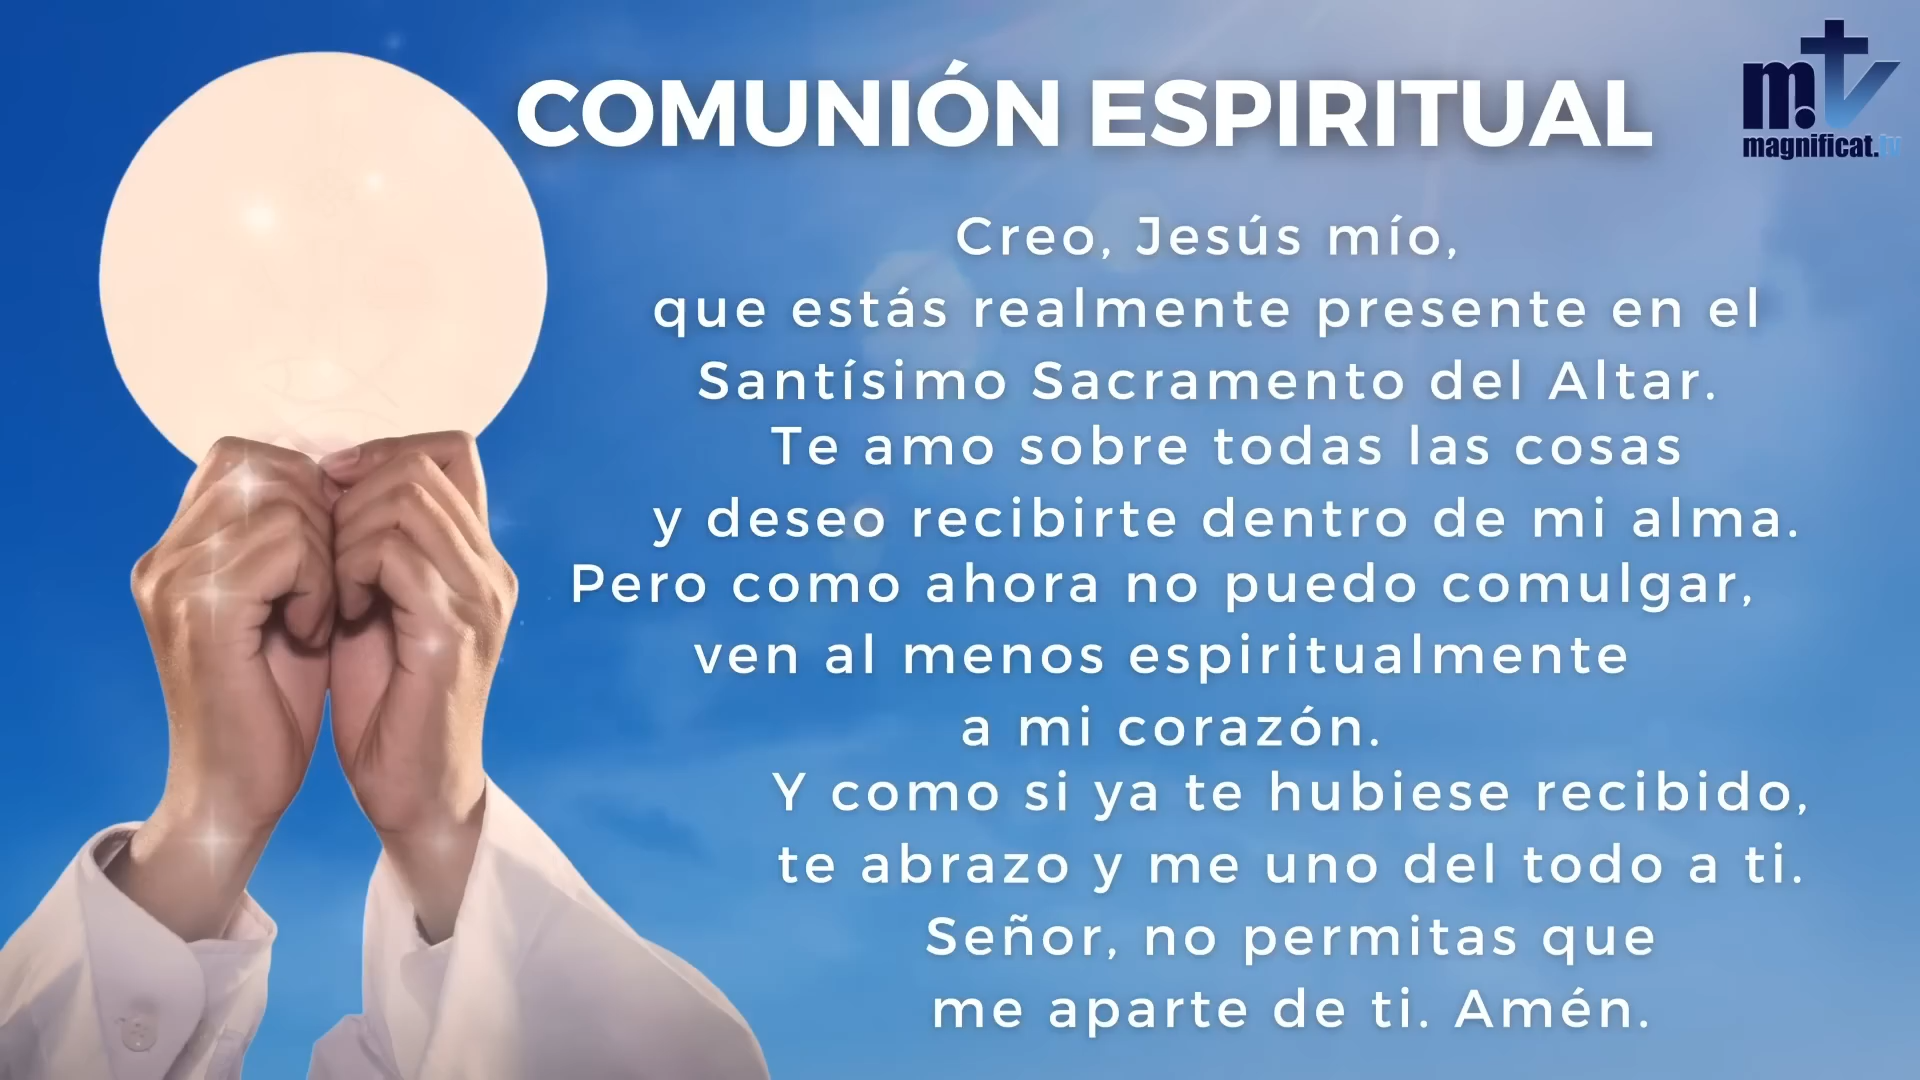 COMUNIÓN ESPIRITUAL
m.tv
magnificat.tv
Creo, Jesús mío,
que estás realmente presente en el
Santísimo Sacramento del Altar.
Te amo sobre todas las cosas
y deseo recibirte dentro de mi alma.
Pero como ahora no puedo comulgar,
ven al menos espiritualmente
a mi corazón.
Y como si ya te hubiese recibido,
te abrazo y me uno del todo a ti.
Señor, no permitas que
me aparte de ti. Amén.